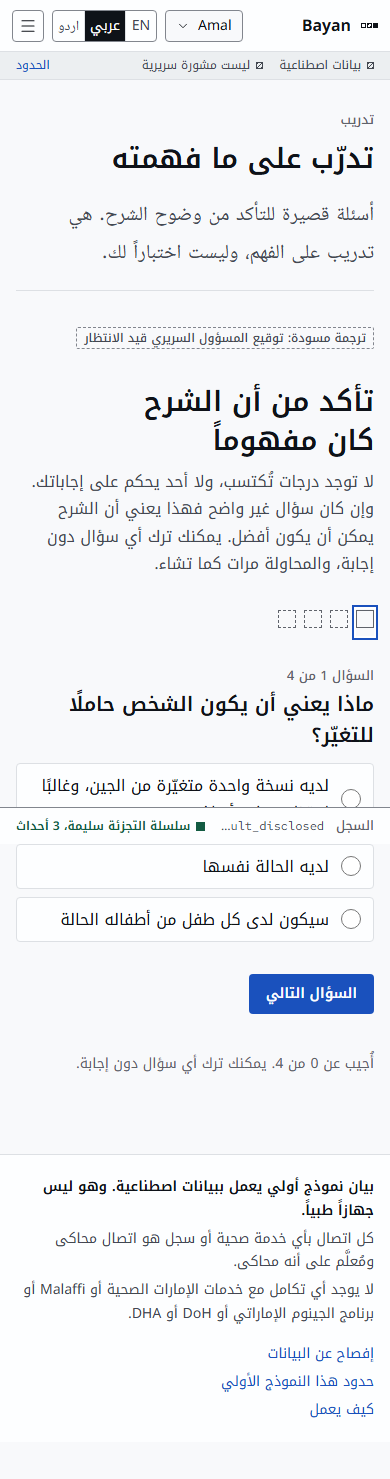 Bayan
Amal
EN
عربي
اردو
بيانات اصطناعية
ليست مشورة سريرية
الحدود
تدريب
تدرّب على ما فهمته
أسئلة قصيرة للتأكد من وضوح الشرح. هي
تدريب على الفهم، وليست اختباراً لك.
ترجمة مسودة: توقيع المسؤول السريري قيد الانتظار
تأكد من أن الشرح
كان مفهوماً
لا توجد درجات تُكتسب، ولا أحد يحكم على إجاباتك.
وإن كان سؤال غير واضح فهذا يعني أن الشرح
يمكن أن يكون أفضل. يمكنك ترك أي سؤال دون
إجابة، والمحاولة مرات كما تشاء.
السؤال 1 من 4
ماذا يعني أن يكون الشخص حاملًا
للتغيّر؟
لديه نسخة واحدة متغيّرة من الجين، وغالبًا
السجل
ult_disclosed...
سلسلة التجزئة سليمة، 3 أحداث
لديه الحالة نفسها
سيكون لدى كل طفل من أطفاله الحالة
السؤال التالي
أُجيب عن 0 من 4. يمكنك ترك أي سؤال دون إجابة.
بيان نموذج أولي يعمل ببيانات اصطناعية. وهو ليس
جهازاً طبياً.
كل اتصال بأي خدمة صحية أو سجل هو اتصال محاكى
ومُعلَّم على أنه محاكى.
لا يوجد أي تكامل مع خدمات الإمارات الصحية أو Malaffi أو
برنامج الجينوم الإماراتي أو DoH أو DHA.
إفصاح عن البيانات
حدود هذا النموذج الأولي
كيف يعمل